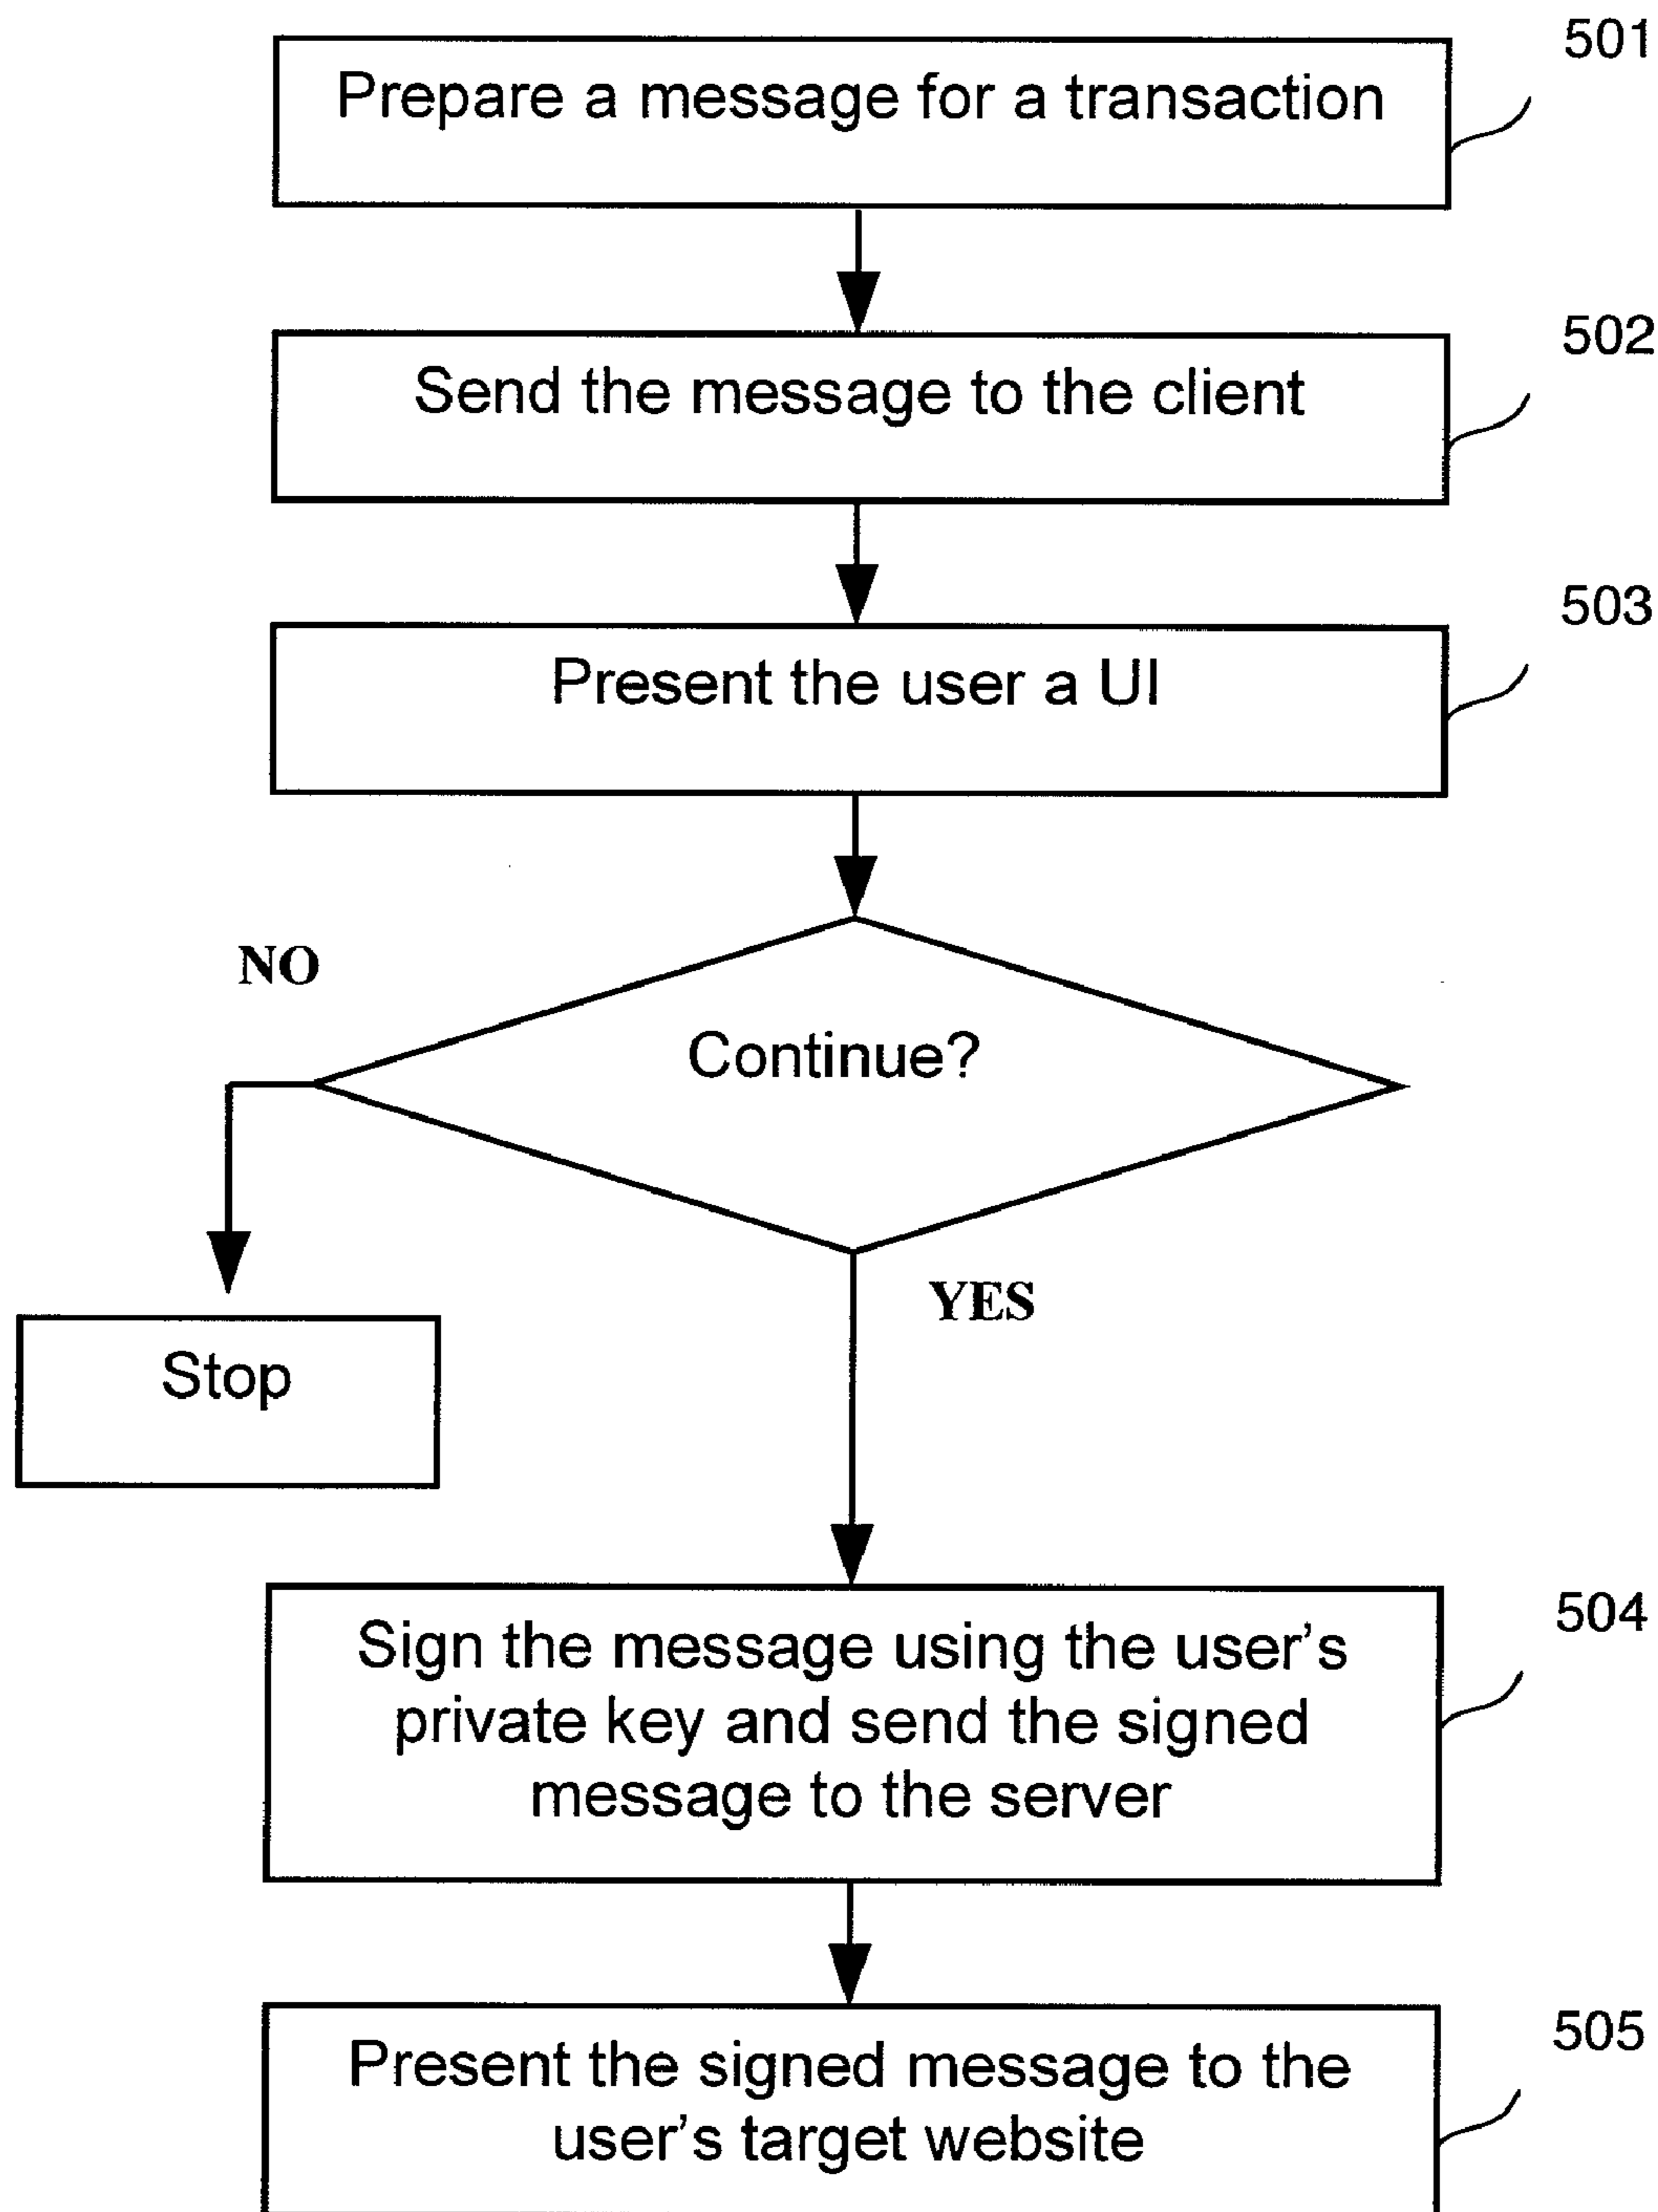 501
Prepare a message for a transaction
502
Send the message to the client
503
Present the user a UI
NO
Continue?
YES
Stop
504
Sign the message using the user's
private key and send the signed
message to the server
505
Present the signed message to the
user's target website